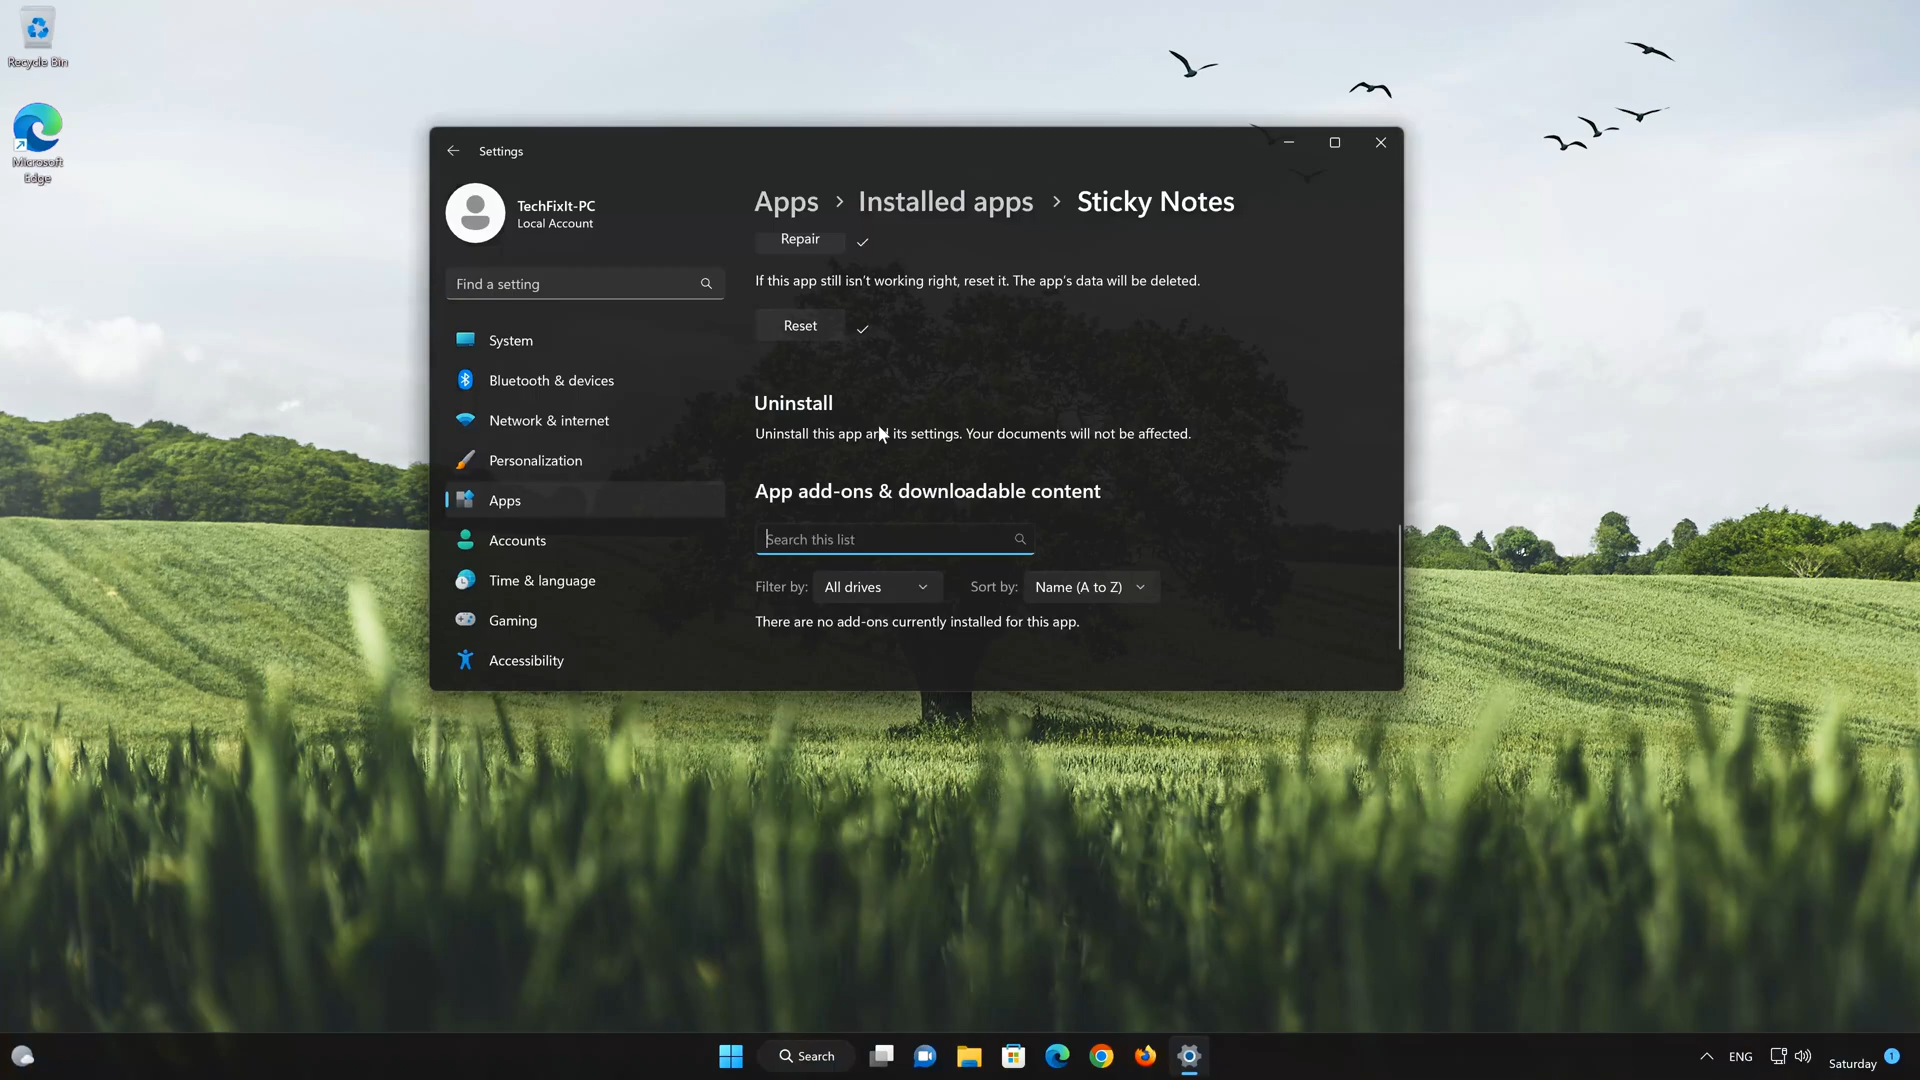 Recycle Bin
Microsoft
Edge
Settings
TechFixIt-PC
Local Account
Find a setting
System
Bluetooth & devices
Network & internet
Personalization
Apps
Accounts
Time & language
Gaming
Accessibility
Apps > Installed apps > Sticky Notes
Repair
If this app still isn't working right, reset it. The app's data will be deleted.
Reset
Uninstall
Uninstall this app and its settings. Your documents will not be affected.
App add-ons & downloadable content
Search this list
Filter by: All drives Sort by: Name (A to Z)
There are no add-ons currently installed for this app.
Search
ENG
Saturday 1